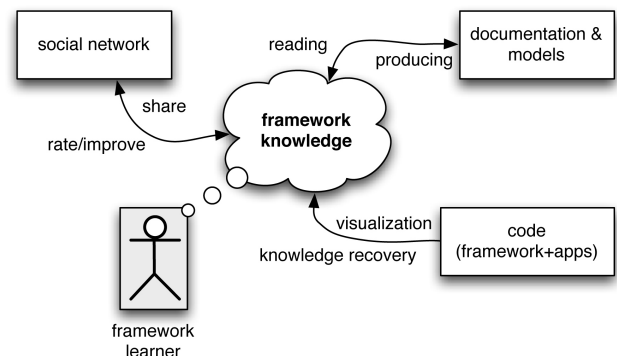 social network
documentation &
models
reading
producing
share
rate/improve
framework
knowledge
visualization
knowledge recovery
code
(framework+apps)
framework
learner